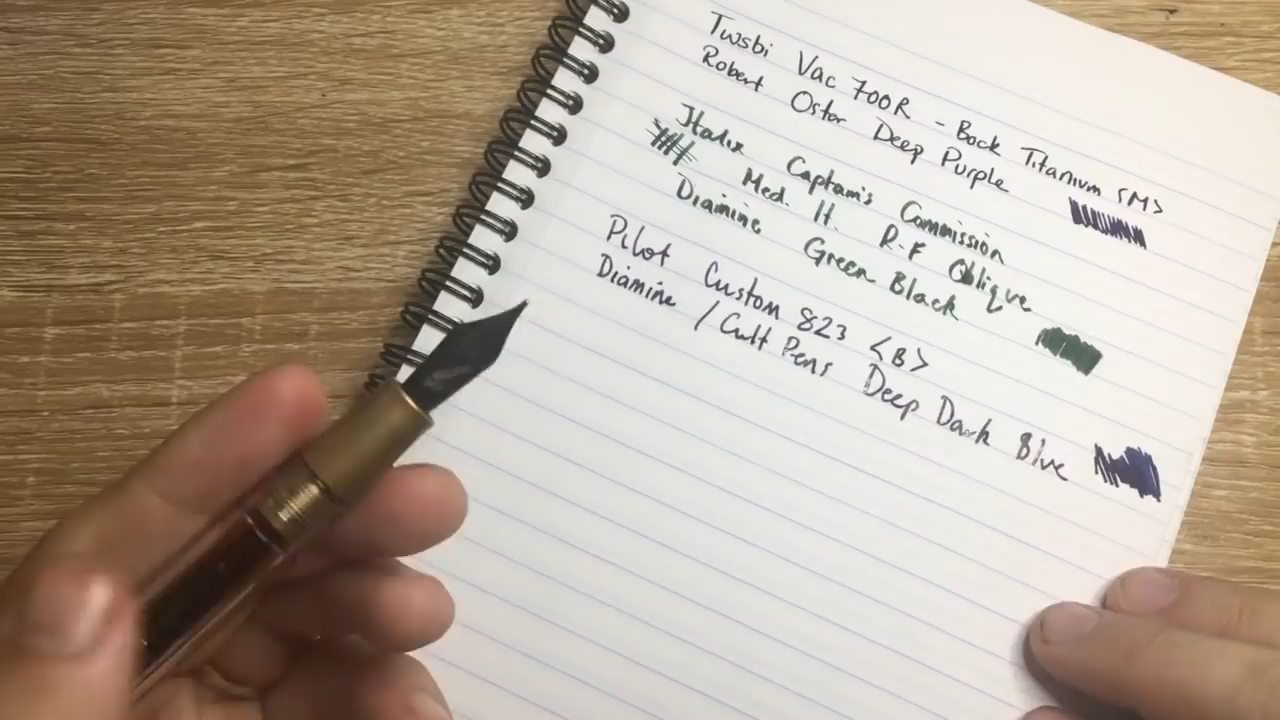 Twsbi Vac 700R - Bock Titanium <M>
Robert Oster Deep Purple
Italix Captain's Commission
Med. It. R-F Oblique
Diamine Green Black
Pilot Custom 823 <B>
Diamine / Cult Pens Deep Dark Blue